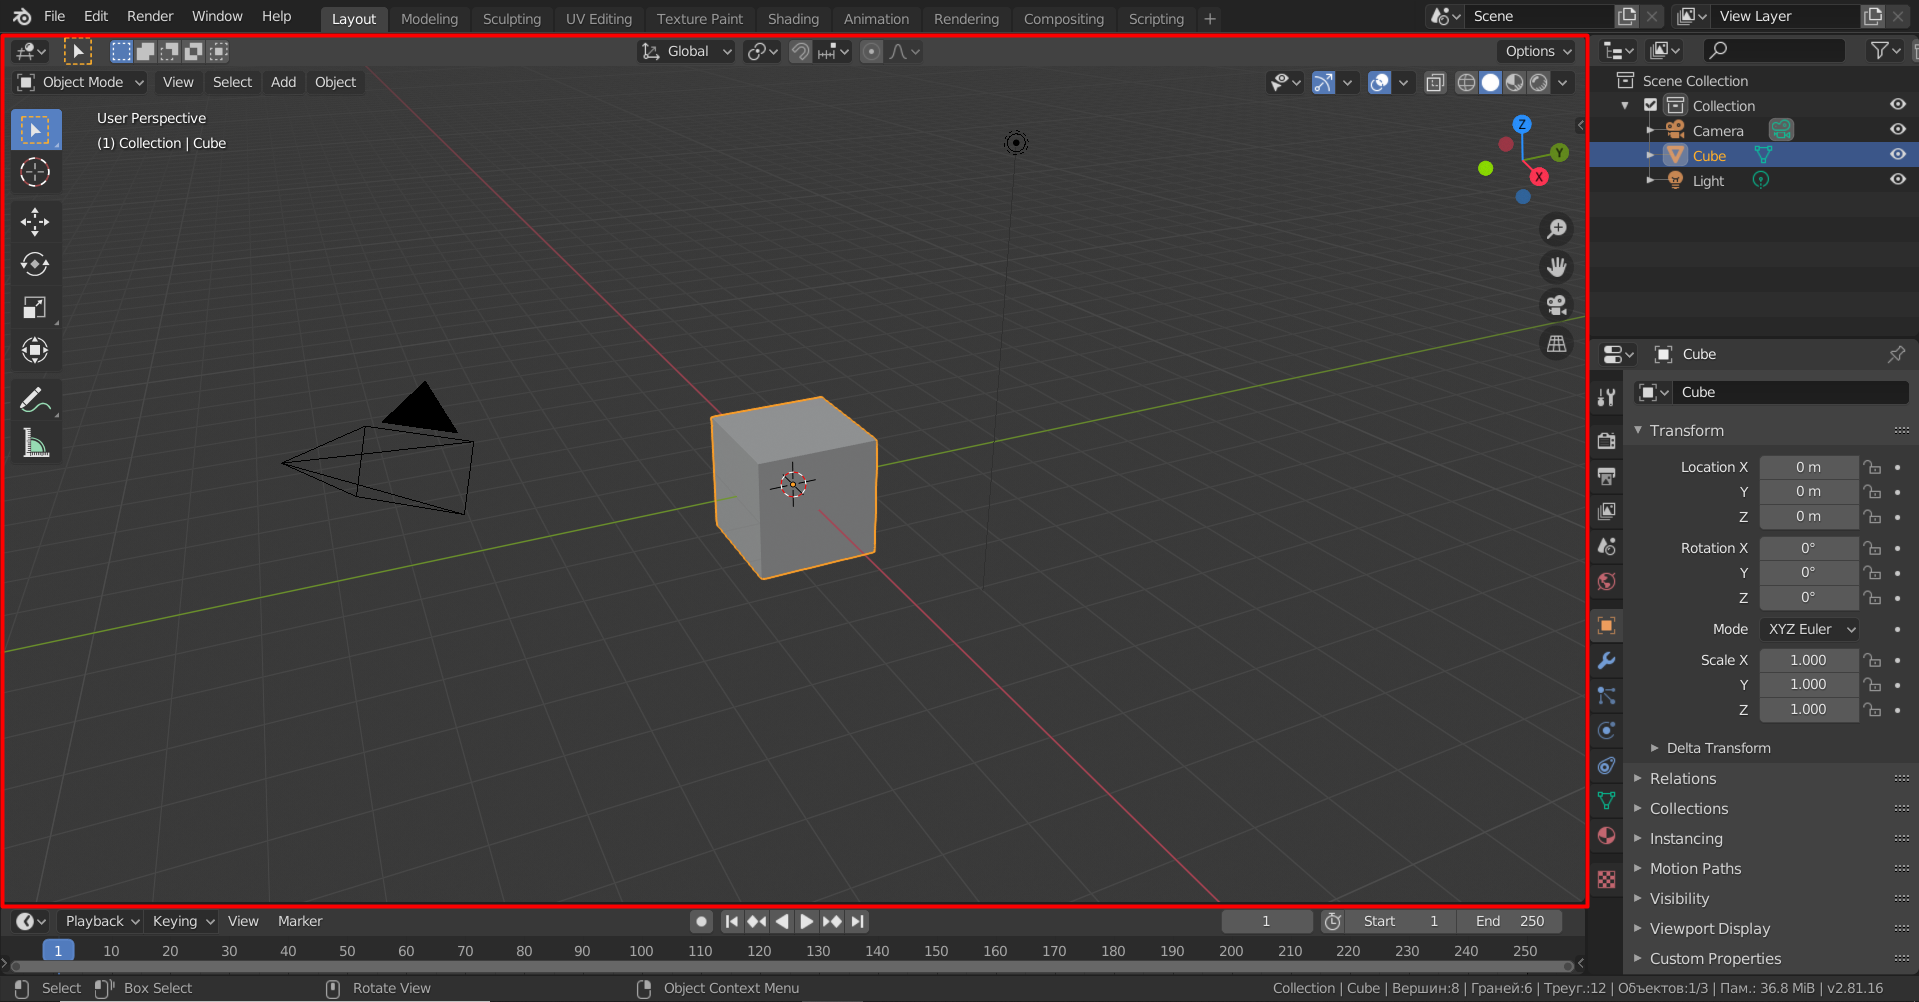 File Edit Render Window Help Layout Modeling Sculpting UV Editing Texture Paint Shading Animation Rendering Compositing Scripting + Scene View Layer
Global Options
Object Mode View Select Add Object
User Perspective
(1) Collection | Cube
Z
Y
X
Scene Collection
Collection
Camera
Cube
Light
Cube
Cube
Transform
Location X 0 m
Y 0 m
Z 0 m
Rotation X 0°
Y 0°
Z 0°
Mode XYZ Euler
Scale X 1.000
Y 1.000
Z 1.000
Delta Transform
Relations
Collections
Instancing
Motion Paths
Visibility
Viewport Display
Custom Properties
Playback Keying View Marker 1 Start 1 End 250
1 10 20 30 40 50 60 70 80 90 100 110 120 130 140 150 160 170 180 190 200 210 220 230 240 250
Select Box Select Rotate View Object Context Menu Collection | Cube | Вершин:8 | Граней:6 | Треуг.:12 | Объектов:1/3 | Пам.: 36.8 MiB | v2.81.16